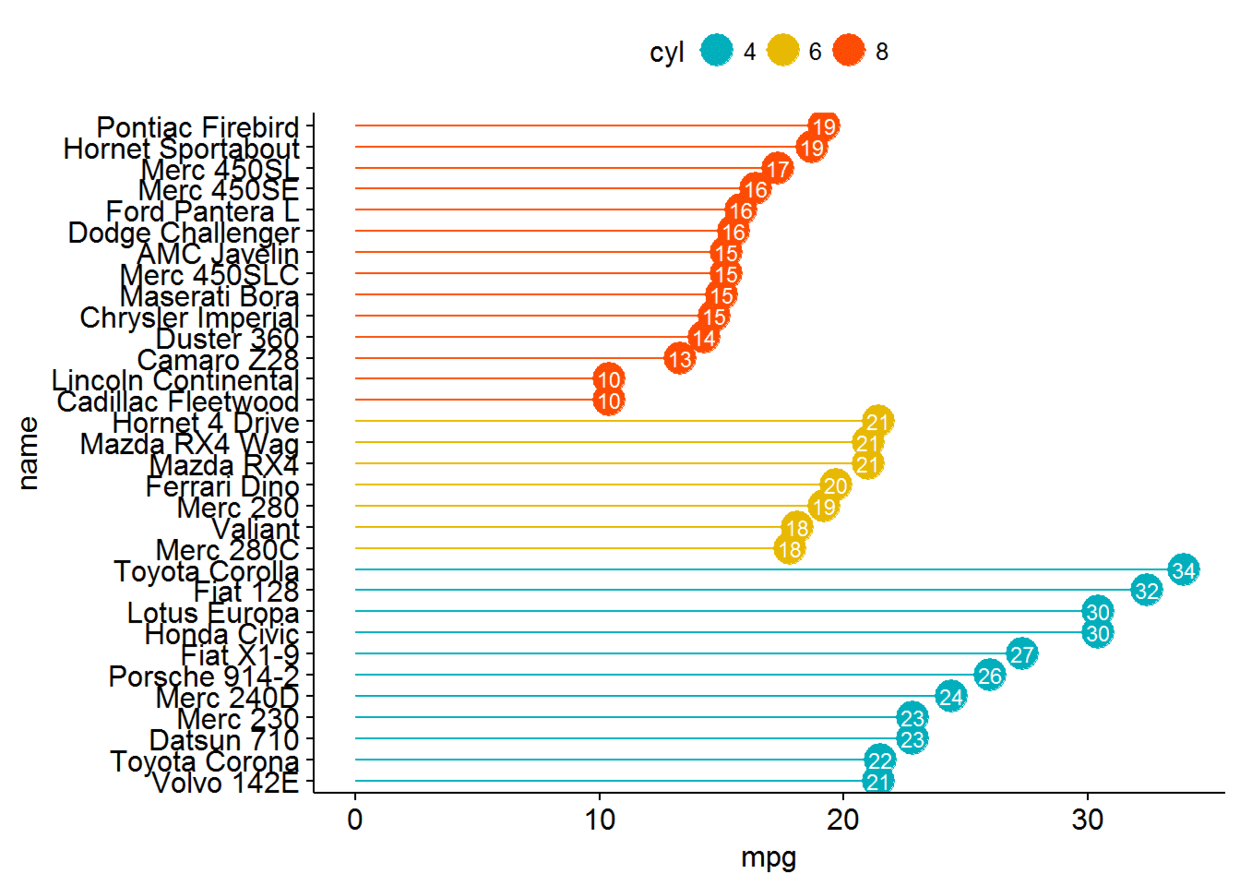 cyl 4 6 8
Pontiac Firebird 19
Hornet Sportabout 19
Merc 450SL 17
Merc 450SE 16
Ford Pantera L 16
Dodge Challenger 16
AMC Javelin 15
Merc 450SLC 15
Maserati Bora 15
Chrysler Imperial 15
Duster 360 14
Camaro Z28 13
Lincoln Continental 10
Cadillac Fleetwood 10
Hornet 4 Drive 21
Mazda RX4 Wag 21
Mazda RX4 21
Ferrari Dino 20
Merc 280 19
Valiant 18
Merc 280C 18
Toyota Corolla 34
Fiat 128 32
Lotus Europa 30
Honda Civic 30
Fiat X1-9 27
Porsche 914-2 26
Merc 240D 24
Merc 230 23
Datsun 710 23
Toyota Corona 22
Volvo 142E 21
name
0 10 20 30
mpg